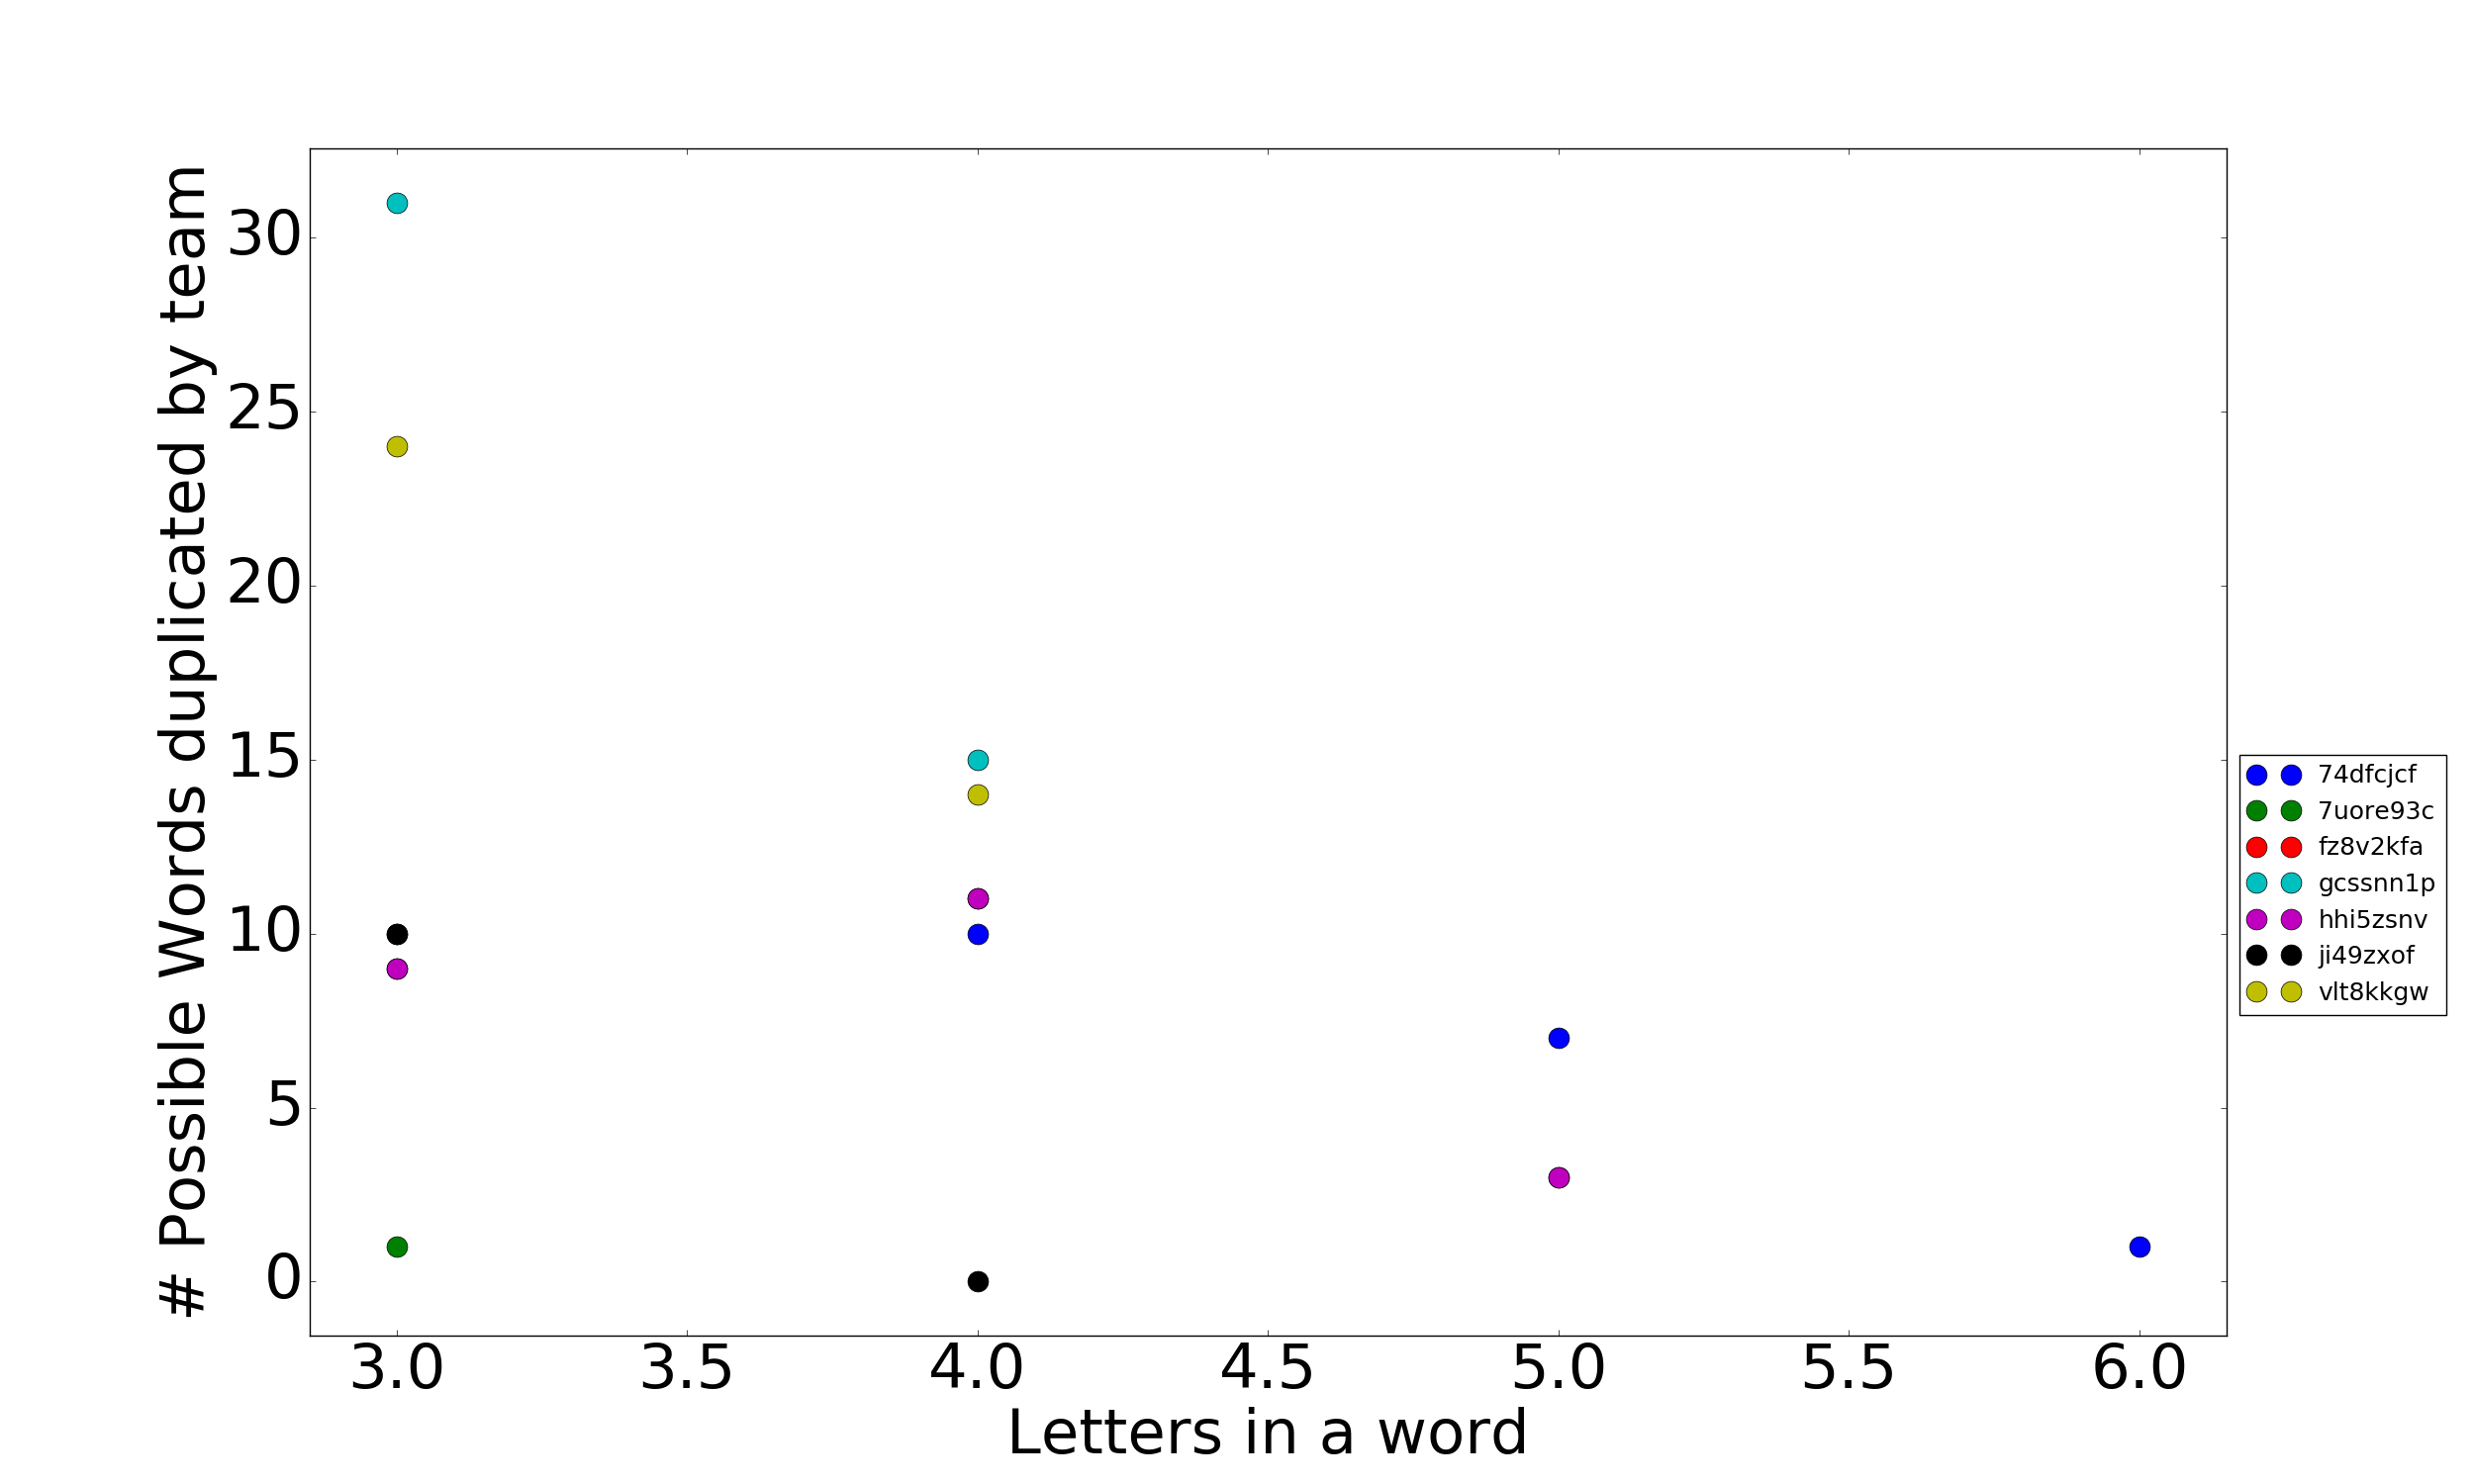 # Possible Words duplicated by team
30
25
20
15
10
5
0
3.0 3.5 4.0 4.5 5.0 5.5 6.0
Letters in a word
74dfcjcf
7uore93c
fz8v2kfa
gcssnn1p
hhi5zsnv
ji49zxof
vlt8kkgw